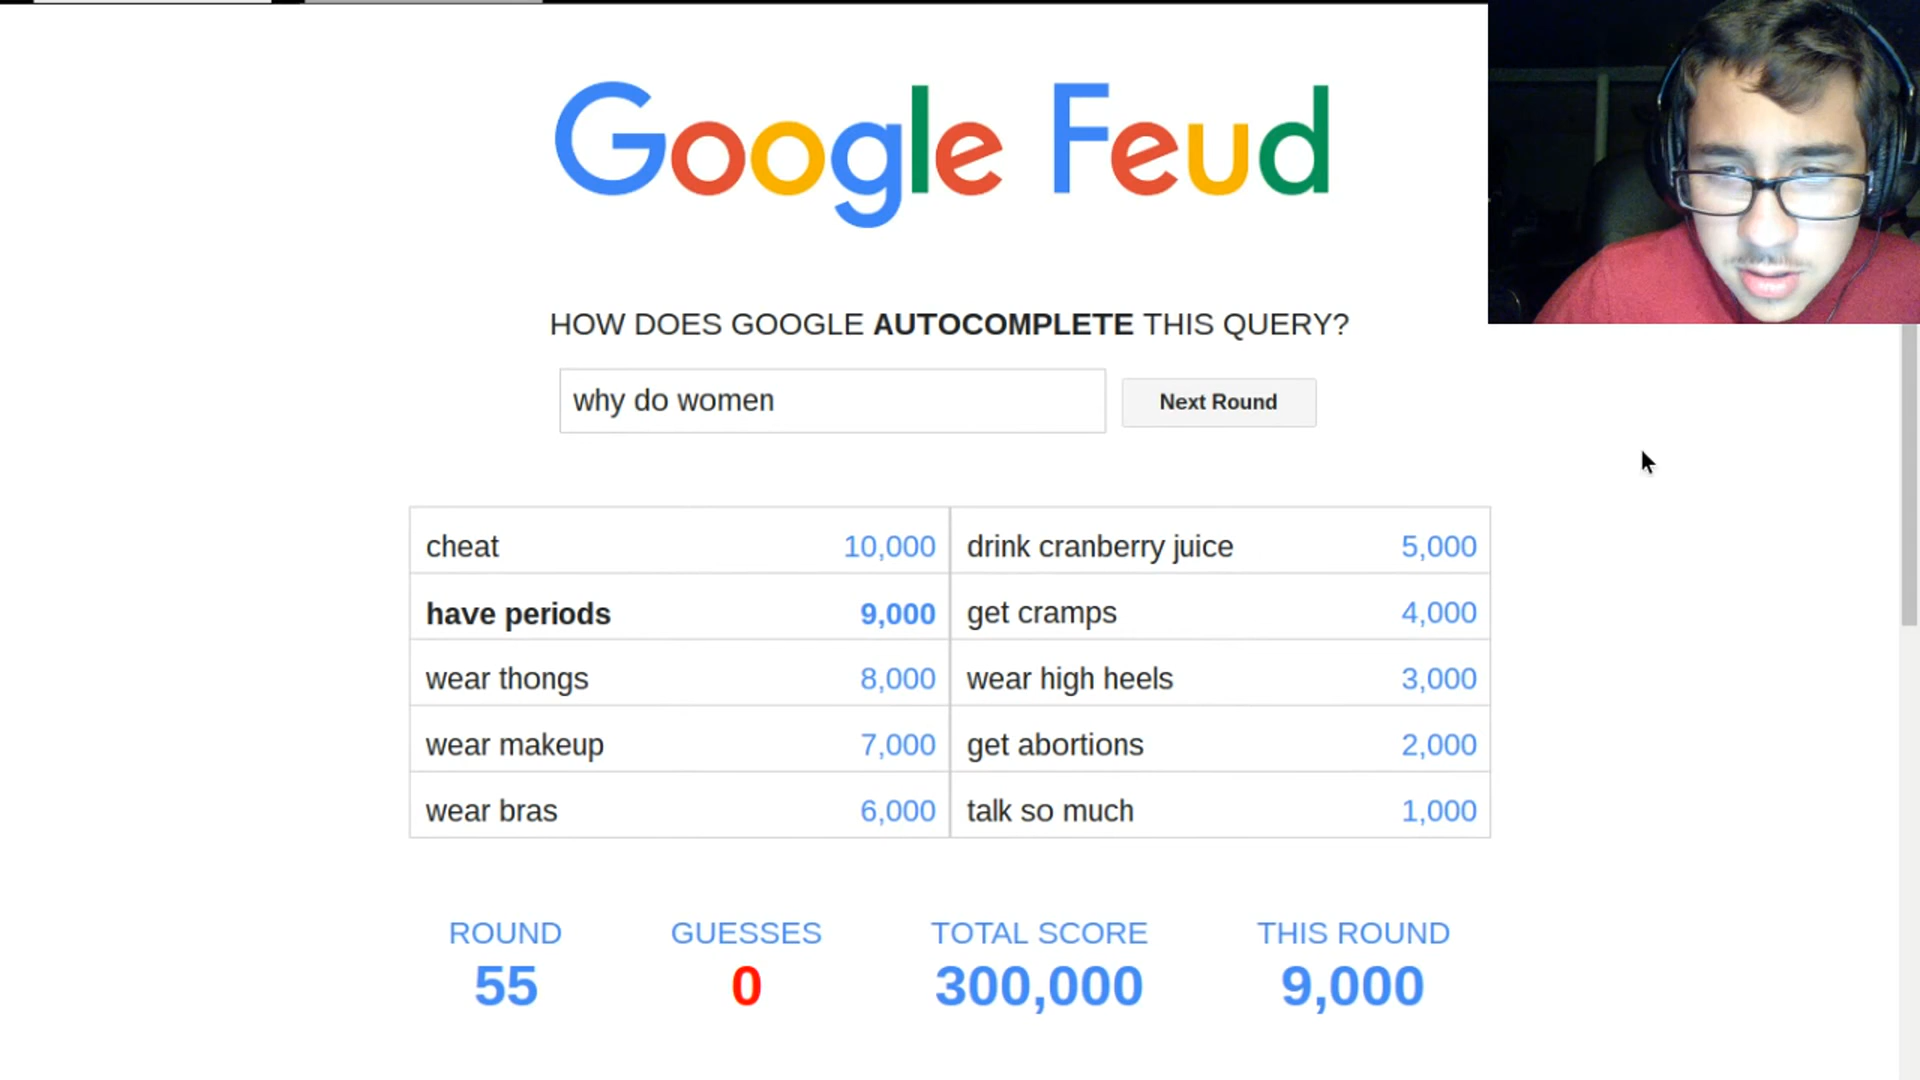 Google Feud
HOW DOES GOOGLE AUTOCOMPLETE THIS QUERY?
why do women
Next Round
cheat 10,000 drink cranberry juice 5,000
have periods 9,000 get cramps 4,000
wear thongs 8,000 wear high heels 3,000
wear makeup 7,000 get abortions 2,000
wear bras 6,000 talk so much 1,000
ROUND GUESSES TOTAL SCORE THIS ROUND
55 0 300,000 9,000